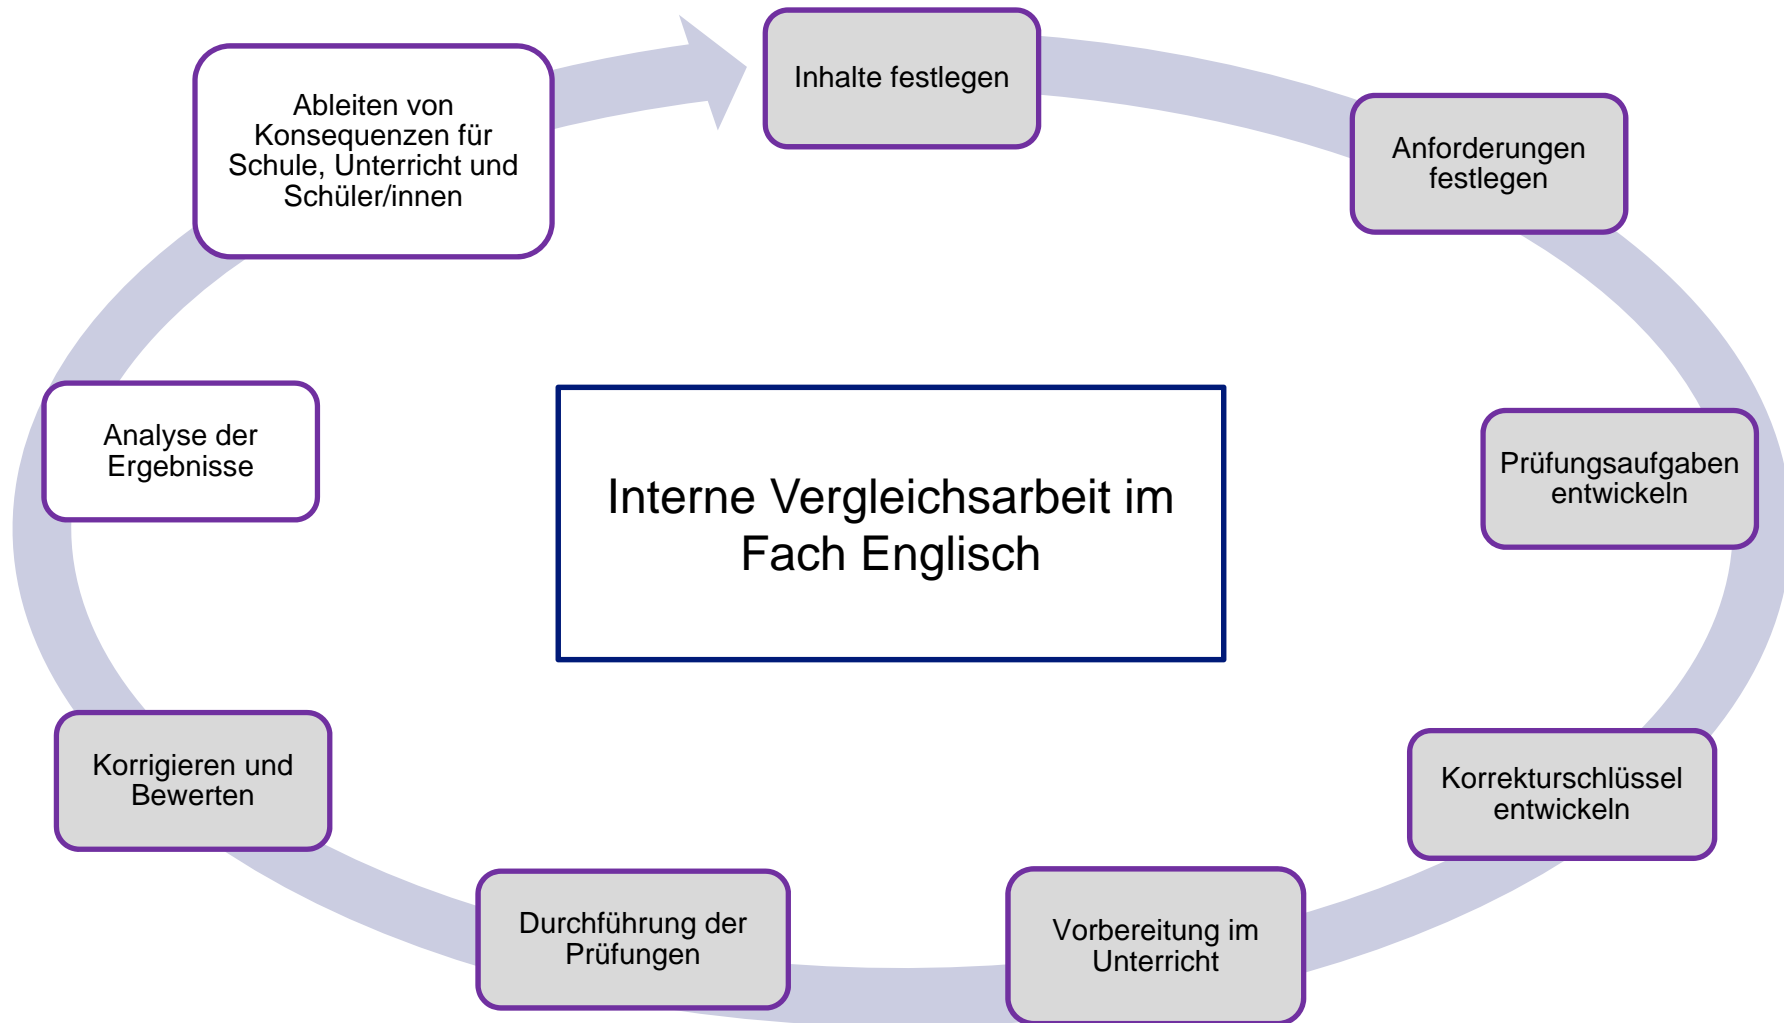 Inhalte festlegen
Anforderungen
festlegen
Prüfungsaufgaben
entwickeln
Korrekturschlüssel
entwickeln
Vorbereitung im
Unterricht
Durchführung der
Prüfungen
Korrigieren und
Bewerten
Analyse der
Ergebnisse
Ableiten von
Konsequenzen für
Schule, Unterricht und
Schüler/innen
Interne Vergleichsarbeit im
Fach Englisch